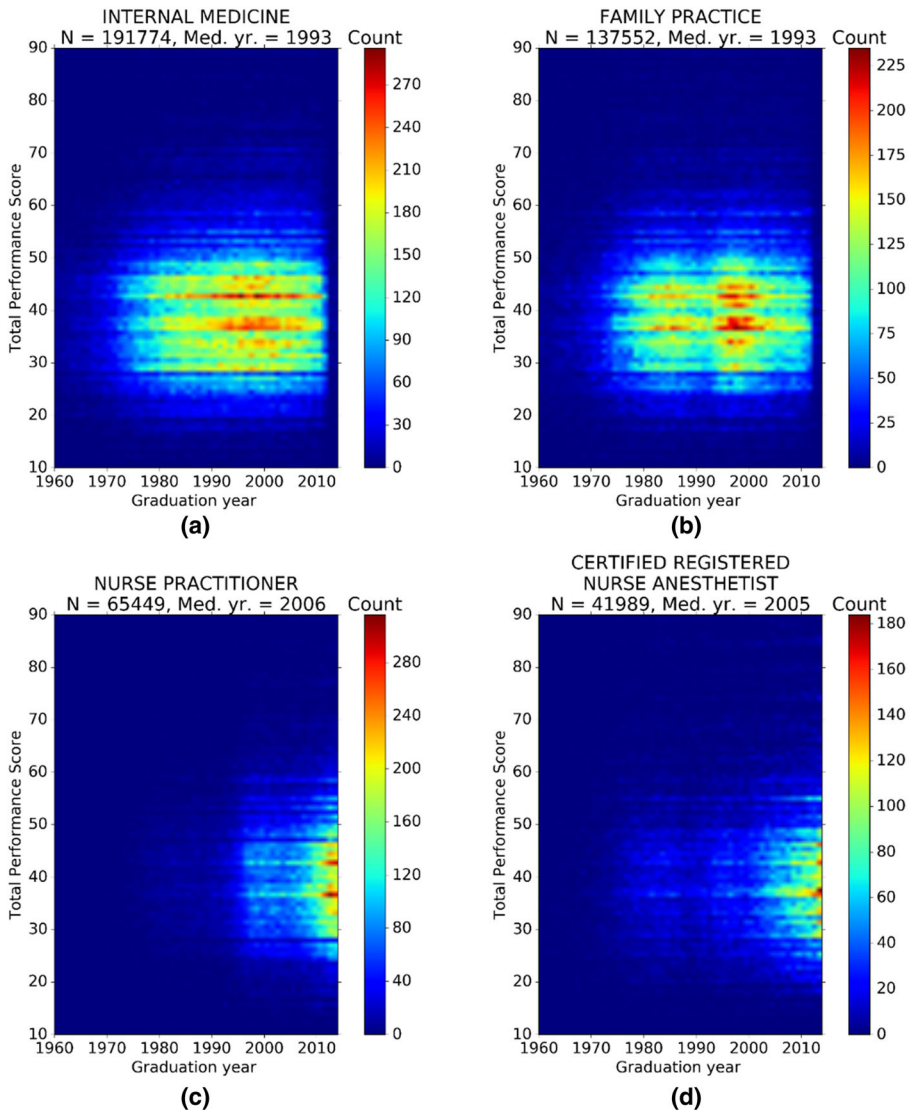 INTERNAL MEDICINE
N = 191774, Med. yr. = 1993 Count
90
80
70
60
50
40
30
20
10
Total Performance Score
1960 1970 1980 1990 2000 2010
Graduation year
270
240
210
180
150
120
90
60
30
0
(a)
FAMILY PRACTICE
N = 137552, Med. yr. = 1993 Count
90
80
70
60
50
40
30
20
10
Total Performance Score
1960 1970 1980 1990 2000 2010
Graduation year
225
200
175
150
125
100
75
50
25
0
(b)
NURSE PRACTITIONER
N = 65449, Med. yr. = 2006 Count
90
80
70
60
50
40
30
20
10
Total Performance Score
1960 1970 1980 1990 2000 2010
Graduation year
280
240
200
160
120
80
40
0
(c)
CERTIFIED REGISTERED
NURSE ANESTHETIST
N = 41989, Med. yr. = 2005 Count
90
80
70
60
50
40
30
20
10
Total Performance Score
1960 1970 1980 1990 2000 2010
Graduation year
180
160
140
120
100
80
60
40
20
0
(d)